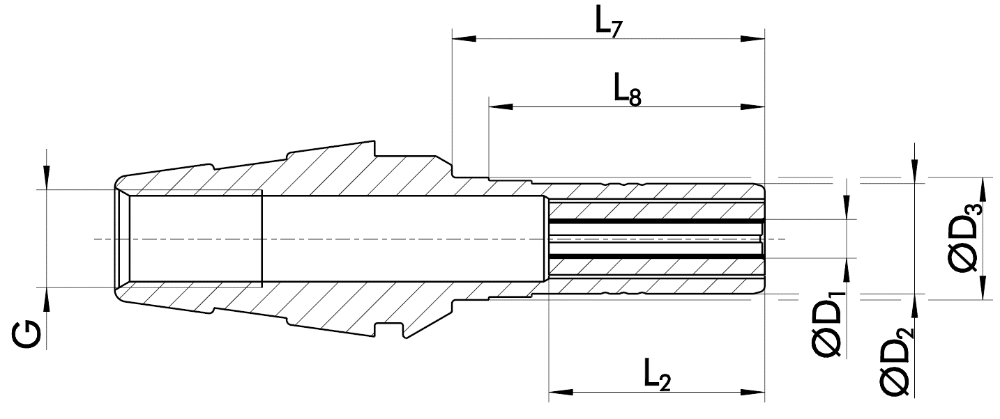 L₇
L₈
G
L₂
ØD₁
ØD₂
ØD₃